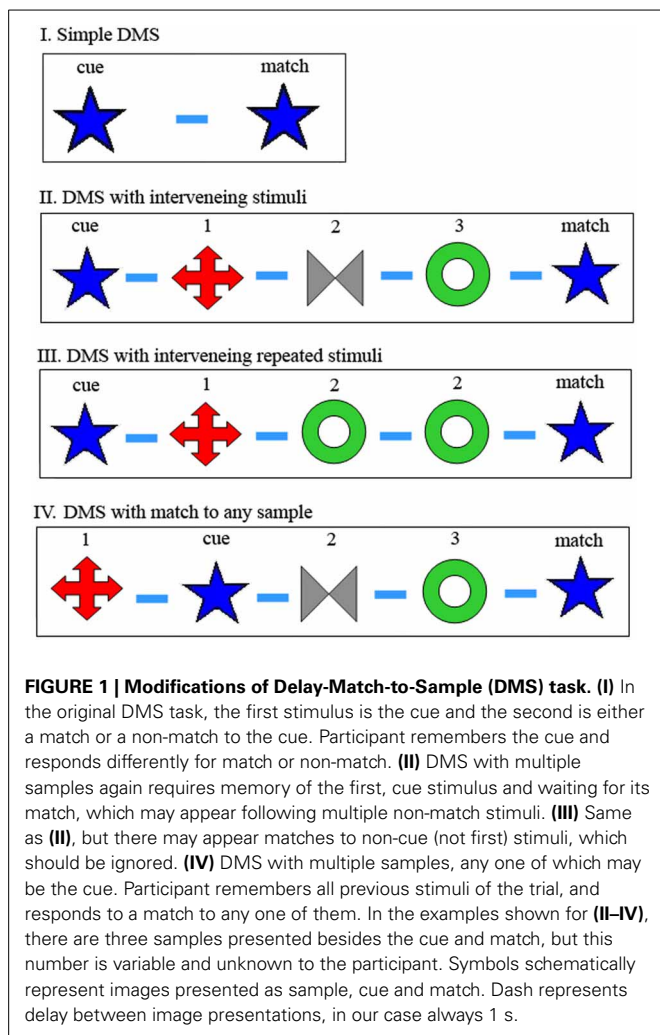 I. Simple DMS
cue match
II. DMS with interveneing stimuli
cue 1 2 3 match
III. DMS with interveneing repeated stimuli
cue 1 2 2 match
IV. DMS with match to any sample
1 cue 2 3 match
FIGURE 1 | Modifications of Delay-Match-to-Sample (DMS) task. (I) In
the original DMS task, the first stimulus is the cue and the second is either
a match or a non-match to the cue. Participant remembers the cue and
responds differently for match or non-match. (II) DMS with multiple
samples again requires memory of the first, cue stimulus and waiting for its
match, which may appear following multiple non-match stimuli. (III) Same
as (II), but there may appear matches to non-cue (not first) stimuli, which
should be ignored. (IV) DMS with multiple samples, any one of which may
be the cue. Participant remembers all previous stimuli of the trial, and
responds to a match to any one of them. In the examples shown for (II–IV),
there are three samples presented besides the cue and match, but this
number is variable and unknown to the participant. Symbols schematically
represent images presented as sample, cue and match. Dash represents
delay between image presentations, in our case always 1 s.